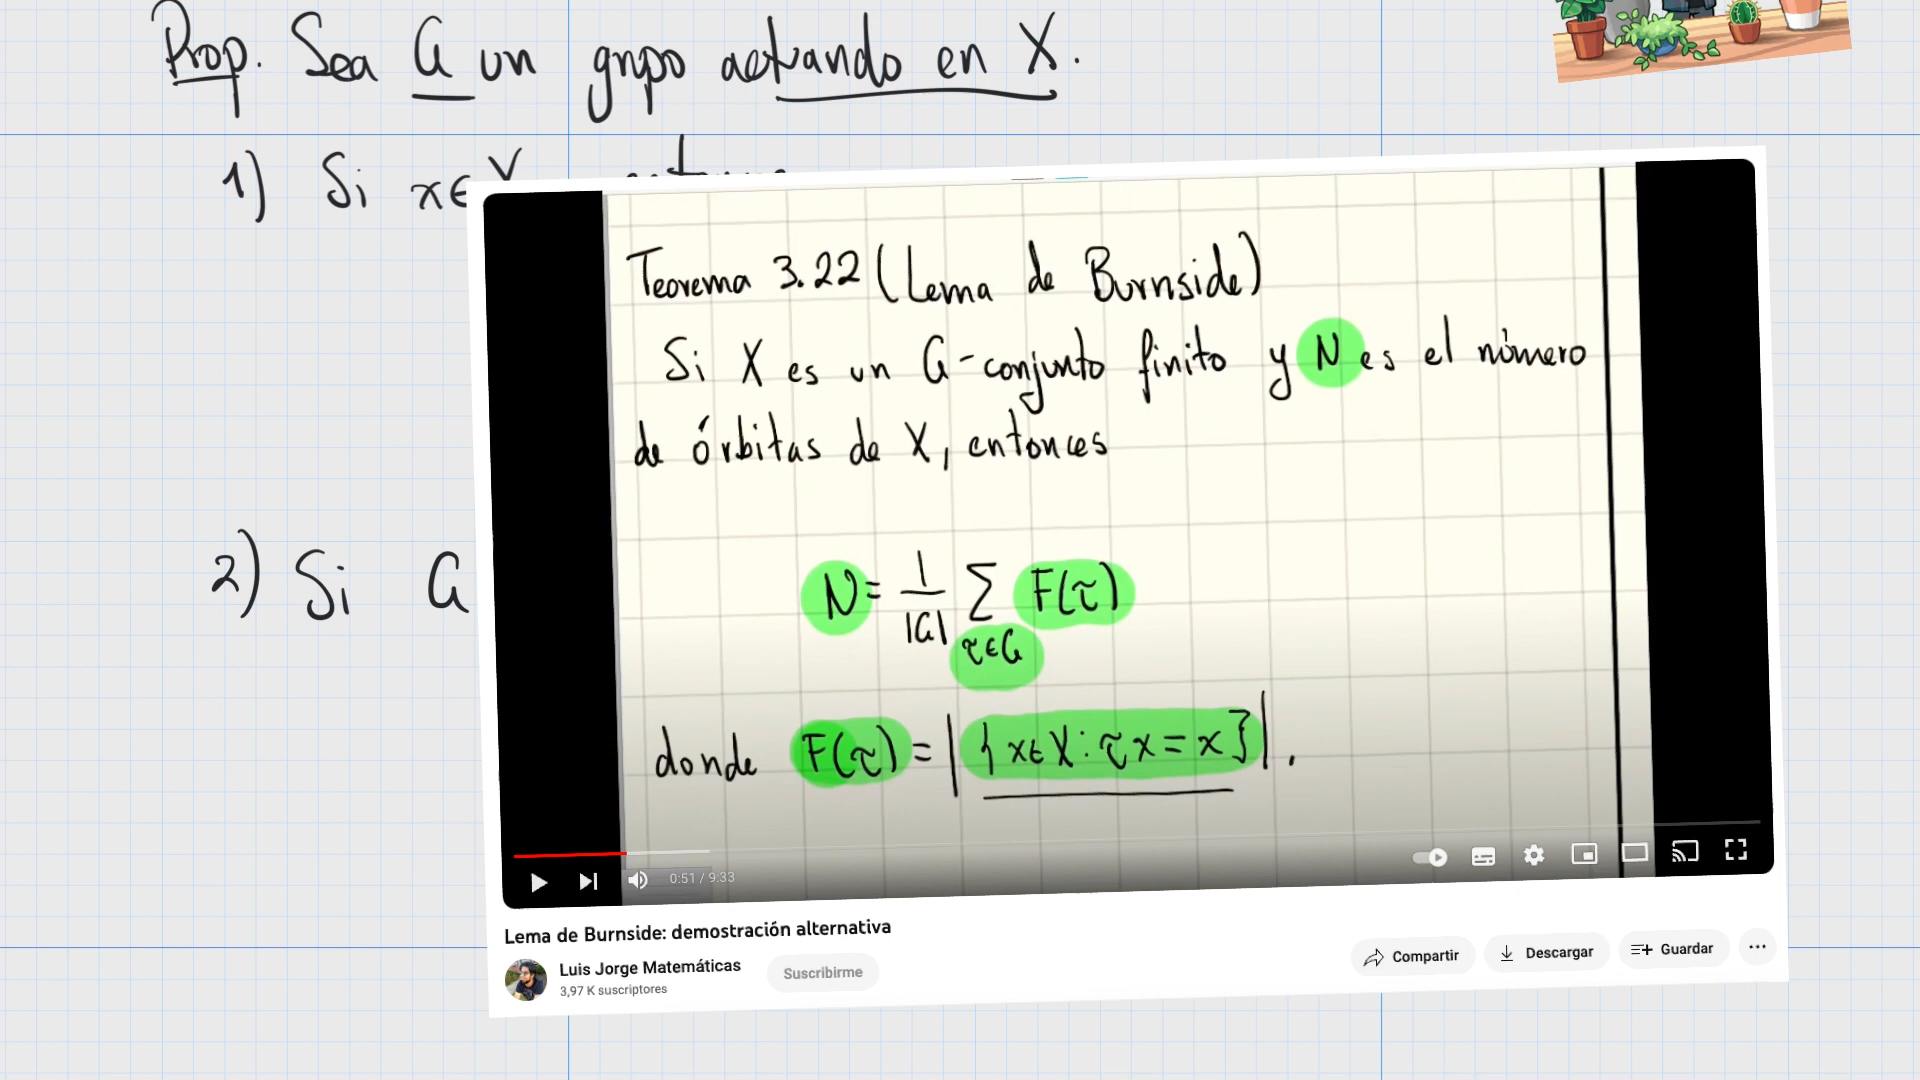 Prop. Sea G un grupo actuando en X.
1) Si x∈X
2) Si G
Teorema 3.22 (Lema de Burnside)
Si X es un G-conjunto finito y N es el número
de órbitas de X, entonces
N = 1/|G| ∑ F(τ)
τ∈G
donde F(τ) = |{x∈X : τx = x}|.
0:51 / 9:33
Lema de Burnside: demostración alternativa
Luis Jorge Matemáticas
3,97 K suscriptores
Suscribirme
Compartir
Descargar
Guardar